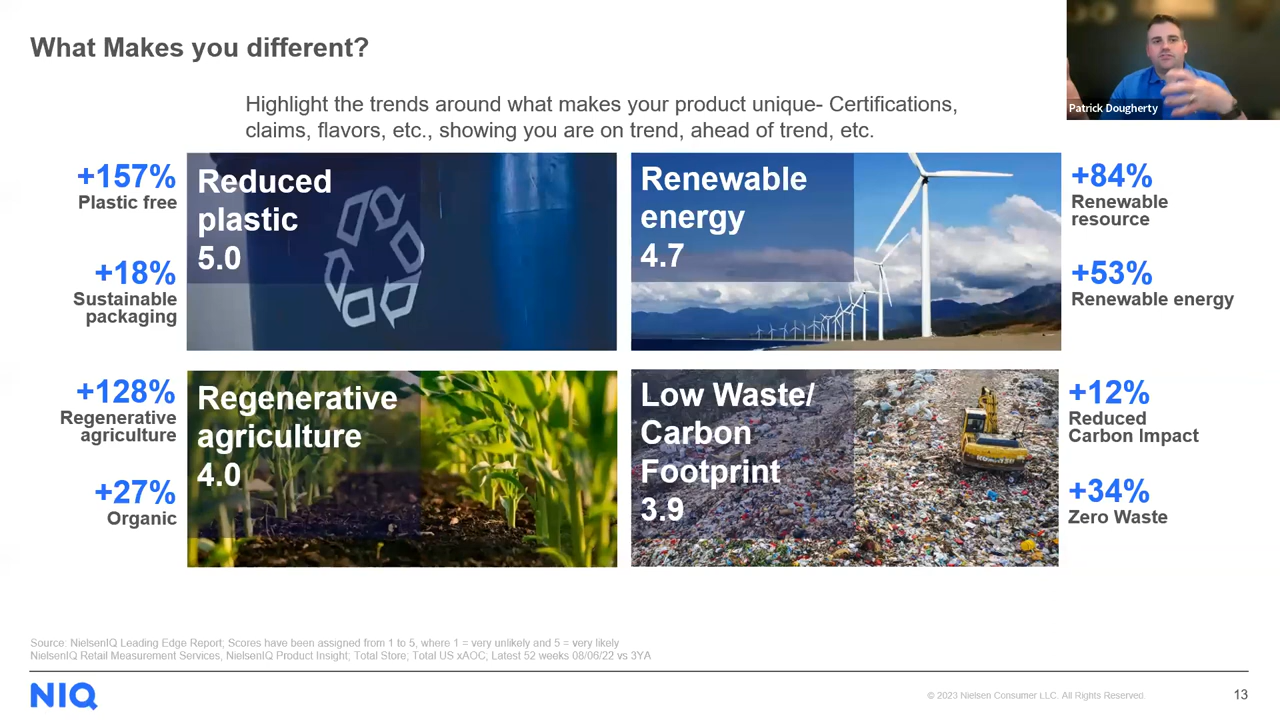 What Makes you different?
Patrick Dougherty
Highlight the trends around what makes your product unique- Certifications,
claims, flavors, etc., showing you are on trend, ahead of trend, etc.
+157%
Plastic free
+18%
Sustainable
packaging
Reduced
plastic
5.0
Renewable
energy
4.7
+84%
Renewable
resource
+53%
Renewable energy
+128%
Regenerative
agriculture
+27%
Organic
Regenerative
agriculture
4.0
Low Waste/
Carbon
Footprint
3.9
KOMATSU
+12%
Reduced
Carbon Impact
+34%
Zero Waste
Source: NielsenIQ Leading Edge Report; Scores have been assigned from 1 to 5, where 1 = very unlikely and 5 = very likely
NielsenIQ Retail Measurement Services, NielsenIQ Product Insight; Total Store; Total US xAOC; Latest 52 weeks 08/06/22 vs 3YA
NIQ
© 2023 Nielsen Consumer LLC. All Rights Reserved.
13